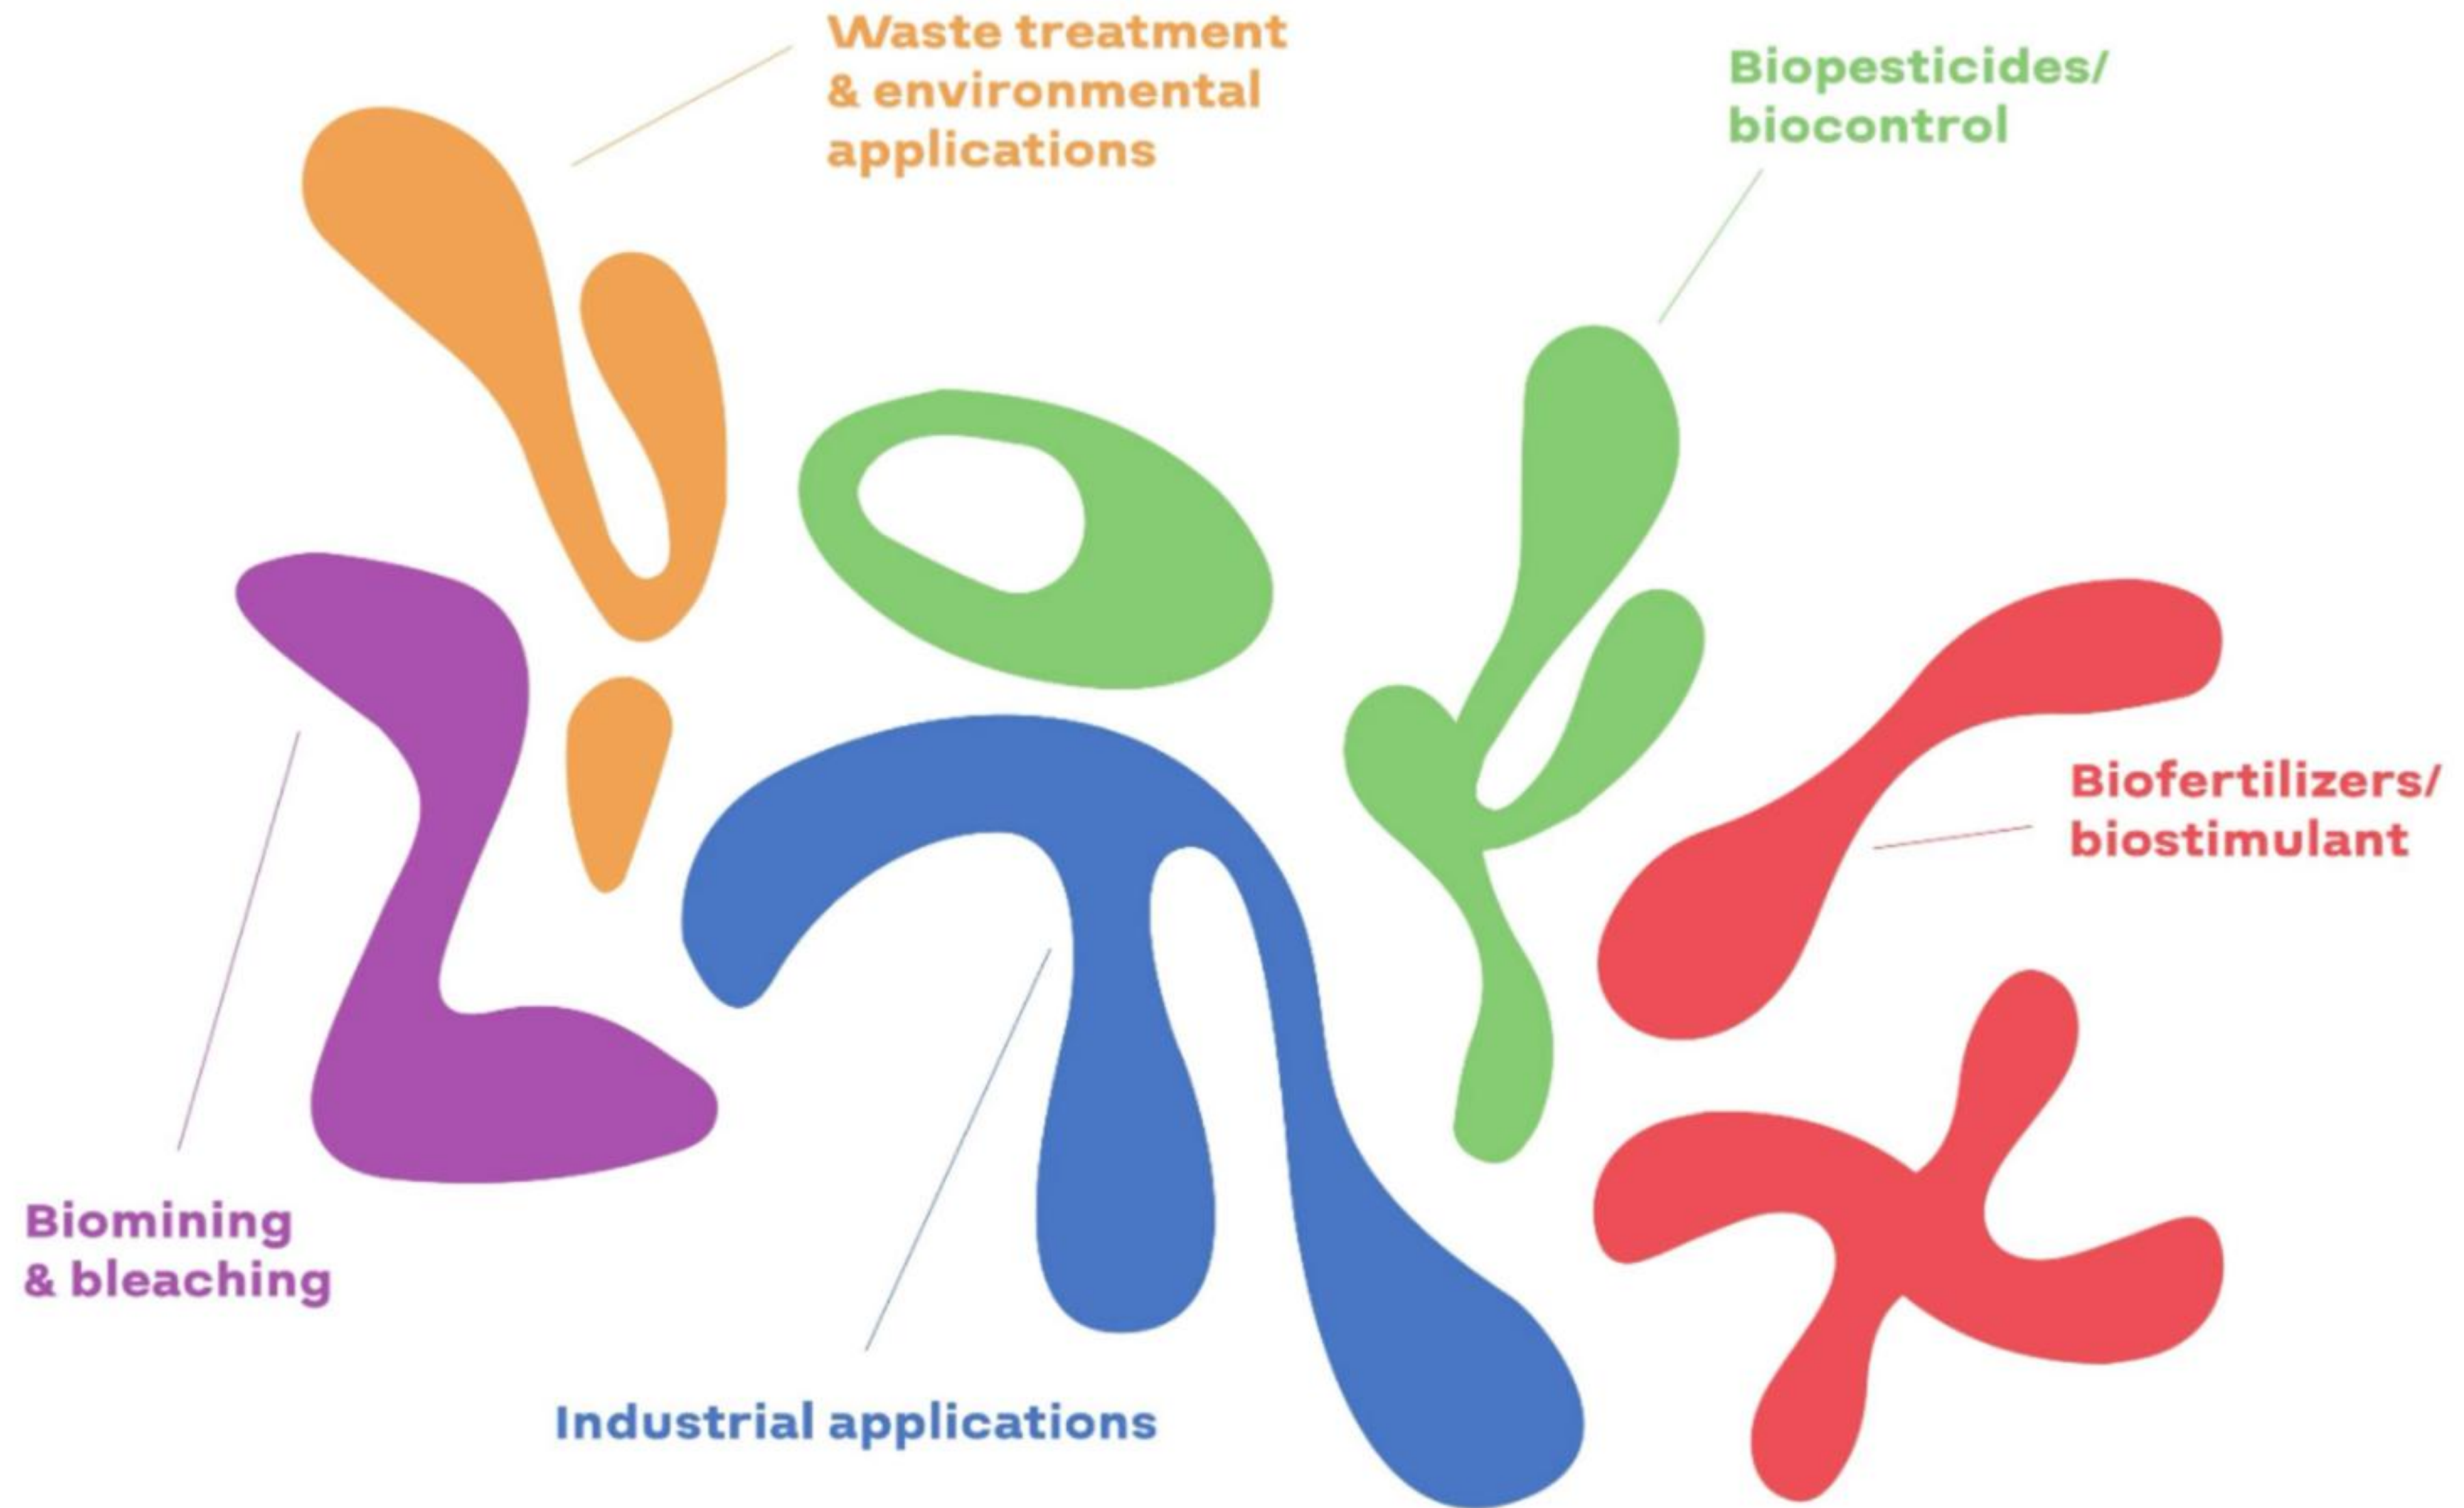 Waste treatment
& environmental
applications
Biopesticides/
biocontrol
Biofertilizers/
biostimulant
Biomining
& bleaching
Industrial applications